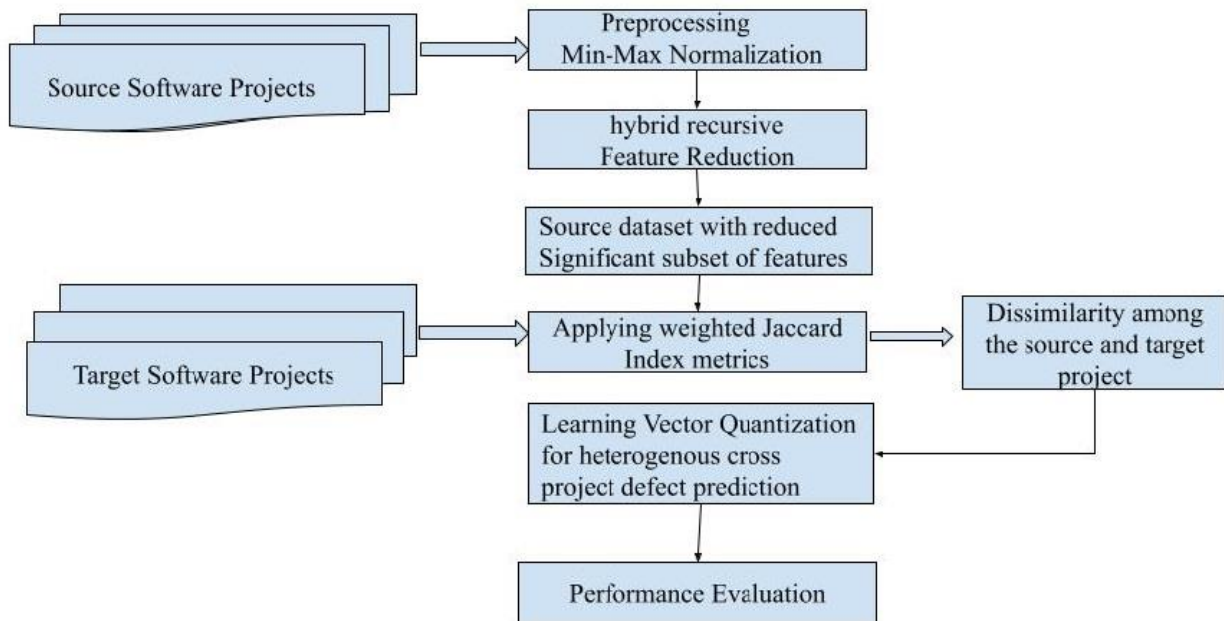 Preprocessing
Min-Max Normalization
Source Software Projects
hybrid recursive
Feature Reduction
Source dataset with reduced
Significant subset of features
Applying weighted Jaccard
Index metrics
Dissimilarity among
the source and target
project
Target Software Projects
Learning Vector Quantization
for heterogenous cross
project defect prediction
Performance Evaluation